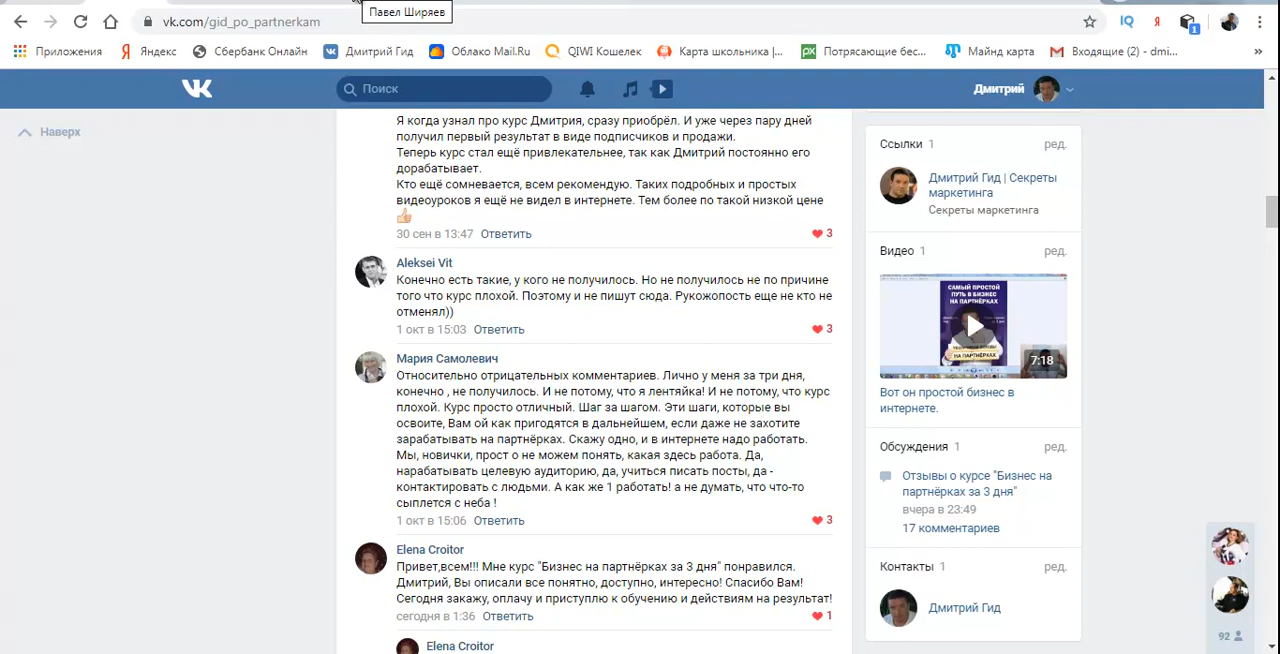 Павел Ширяев
vk.com/gid_po_partnerkam
IQ
Я
1
Приложения
Яндекс
Сбербанк Онлайн
Дмитрий Гид
Облако Mail.Ru
QIWI Кошелек
Карта школьника |...
Потрясающие бес...
Майнд карта
Входящие (2) - dmi...
»
Поиск
Дмитрий
Наверх
Я когда узнал про курс Дмитрия, сразу приобрёл. И уже через пару дней
получил первый результат в виде подписчиков и продажи.
Теперь курс стал ещё привлекательнее, так как Дмитрий постоянно его
дорабатывает.
Кто ещё сомневается, всем рекомендую. Таких подробных и простых
видеоуроков я ещё не видел в интернете. Тем более по такой низкой цене
👍
30 сен в 13:47 Ответить
3
Aleksei Vit
Конечно есть такие, у кого не получилось. Но не получилось не по причине
того что курс плохой. Поэтому и не пишут сюда. Рукожопость еще не кто не
отменял))
1 окт в 15:03 Ответить
3
Мария Самолевич
Относительно отрицательных комментариев. Лично у меня за три дня,
конечно , не получилось. И не потому, что я лентяйка! И не потому, что курс
плохой. Курс просто отличный. Шаг за шагом. Эти шаги, которые вы
освоите, Вам ой как пригодятся в дальнейшем, если даже не захотите
зарабатывать на партнёрках. Скажу одно, и в интернете надо работать.
Мы, новички, прост о не можем понять, какая здесь работа. Да,
нарабатывать целевую аудиторию, да, учиться писать посты, да -
контактировать с людьми. А как же 1 работать! а не думать, что что-то
сыплется с неба !
1 окт в 15:06 Ответить
3
Elena Croitor
Привет,всем!!! Мне курс "Бизнес на партнёрках за 3 дня" понравился.
Дмитрий, Вы описали все понятно, доступно, интересно! Спасибо Вам!
Сегодня закажу, оплачу и приступлю к обучению и действиям на результат!
сегодня в 1:36 Ответить
1
Elena Croitor
Ссылки 1
ред.
Дмитрий Гид | Секреты
маркетинга
Секреты маркетинга
Видео 1
ред.
САМЫЙ ПРОСТОЙ
ПУТЬ В БИЗНЕС
НА ПАРТНЁРКАХ
НА ПАРТНЁРКАХ
7:18
Вот он простой бизнес в
интернете.
Обсуждения 1
ред.
Отзывы о курсе "Бизнес на
партнёрках за 3 дня"
вчера в 23:49
17 комментариев
Контакты 1
ред.
Дмитрий Гид
92